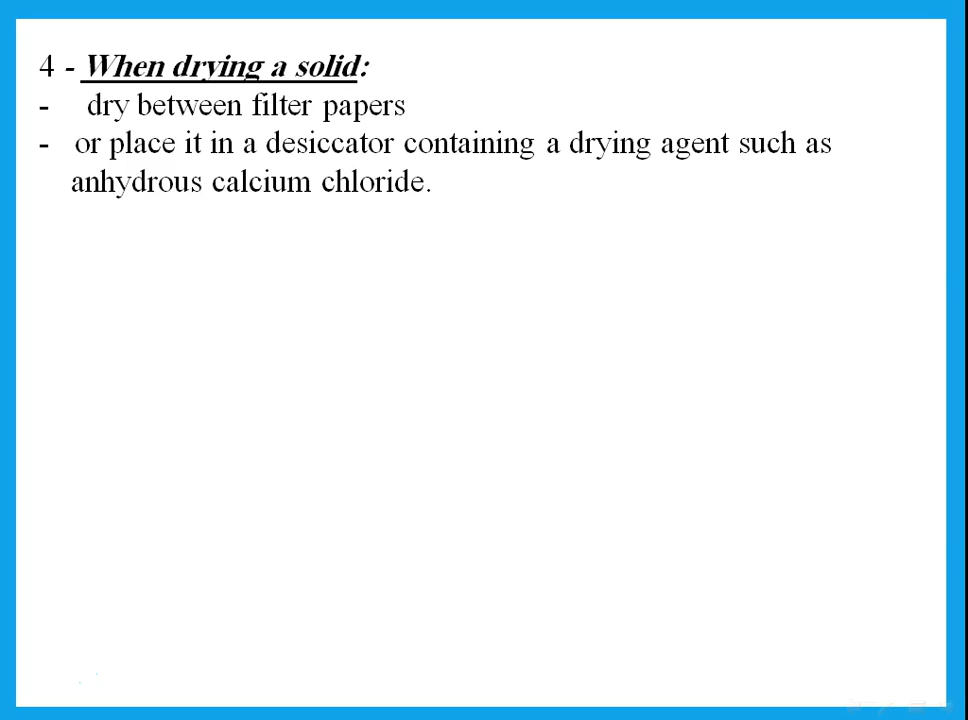 4 - When drying a solid:
- dry between filter papers
- or place it in a desiccator containing a drying agent such as
anhydrous calcium chloride.